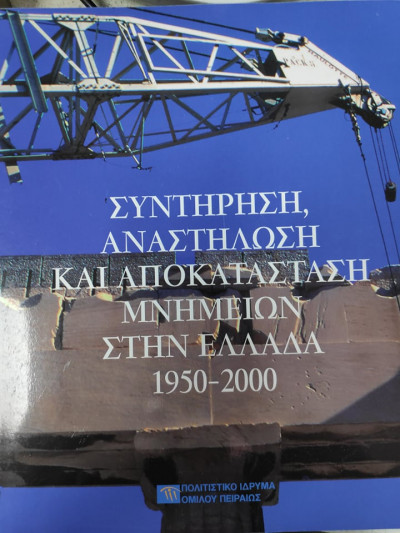 ΣΥΝΤΗΡΗΣΗ,
ΑΝΑΣΤΗΛΩΣΗ
ΚΑΙ ΑΠΟΚΑΤΑΣΤΑΣΗ
ΜΝΗΜΕΙΩΝ
ΣΤΗΝ ΕΛΛΑΔΑ
1950-2000
ΠΟΛΙΤΙΣΤΙΚΟ ΙΔΡΥΜΑ
ΟΜΙΛΟΥ ΠΕΙΡΑΙΩΣ